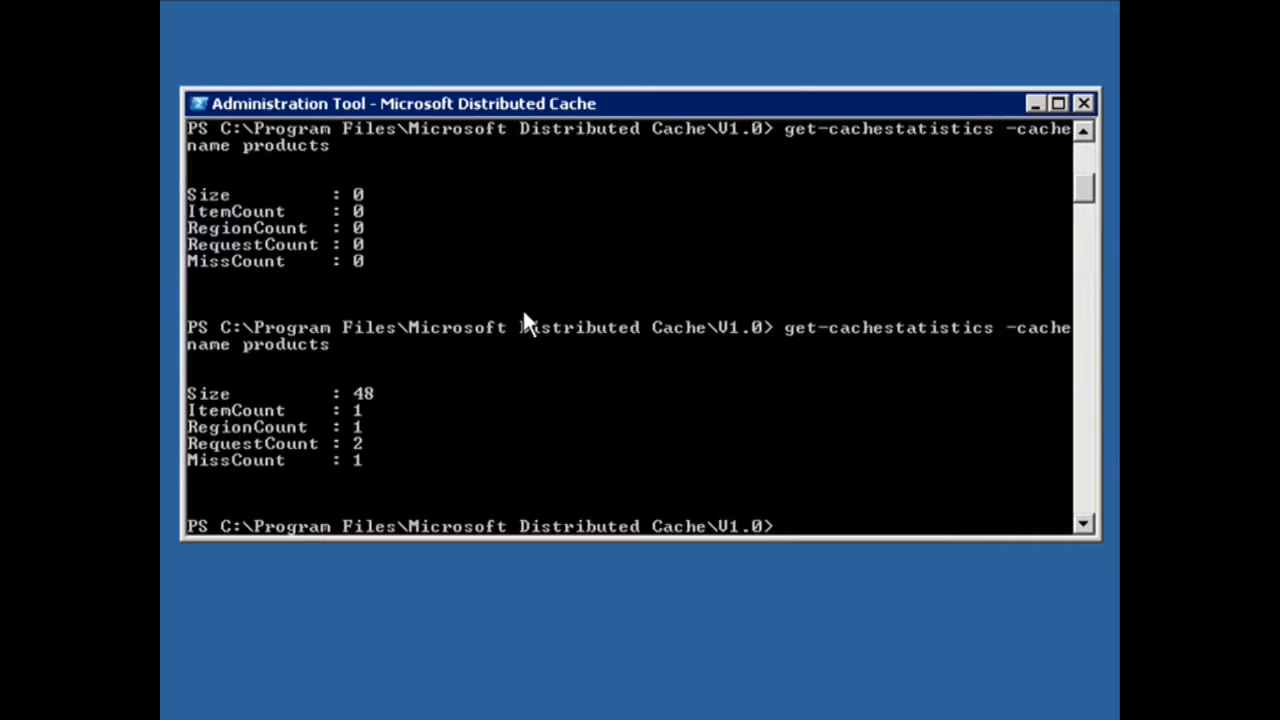 Administration Tool - Microsoft Distributed Cache
PS C:\Program Files\Microsoft Distributed Cache\V1.0> get-cachestatistics -cache
name products
Size : 0
ItemCount : 0
RegionCount : 0
RequestCount : 0
MissCount : 0
PS C:\Program Files\Microsoft Distributed Cache\V1.0> get-cachestatistics -cache
name products
Size : 48
ItemCount : 1
RegionCount : 1
RequestCount : 2
MissCount : 1
PS C:\Program Files\Microsoft Distributed Cache\V1.0>